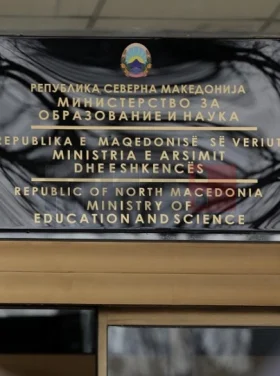 РЕПУБЛИКА СЕВЕРНА МАКЕДОНИЈА
МИНИСТЕРСТВО ЗА
ОБРАЗОВАНИЕ И НАУКА
REPUBLIKA E MAQEDONISË SË VERIUT
MINISTRIA E ARSIMIT
DHE E SHKENCËS
REPUBLIC OF NORTH MACEDONIA
MINISTRY OF
EDUCATION AND SCIENCE